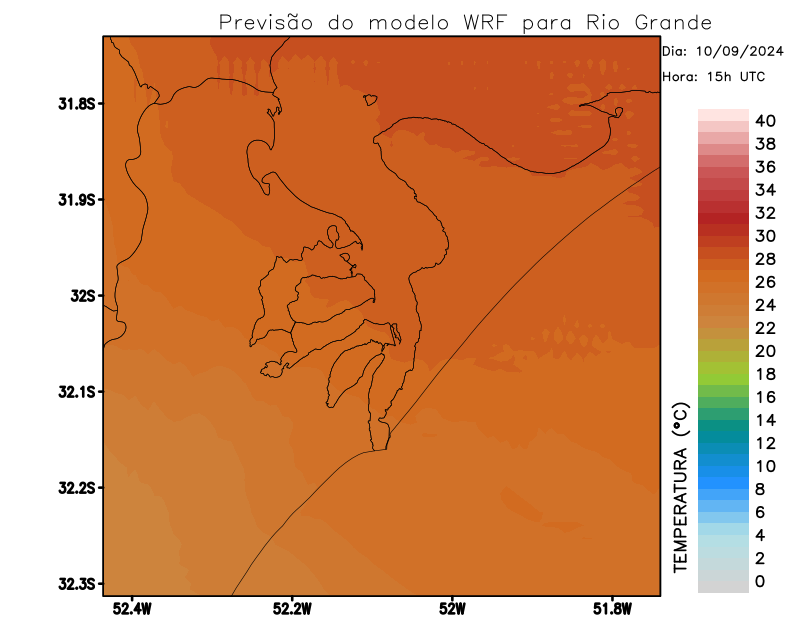 Previsão do modelo WRF para Rio Grande
Dia: 10/09/2024
Hora: 15h UTC
31.8S
31.9S
32S
32.1S
32.2S
32.3S
52.4W
52.2W
52W
51.8W
TEMPERATURA (°C)
40
38
36
34
32
30
28
26
24
22
20
18
16
14
12
10
8
6
4
2
0